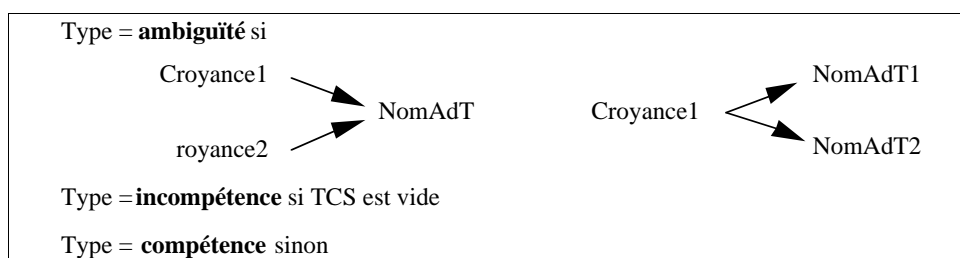 Type = ambiguïté si
Croyance1
NomAdT1
NomAdT
Croyance1
royance2
NomAdT2
Type = incompétence si TCS est vide
Type = compétence sinon